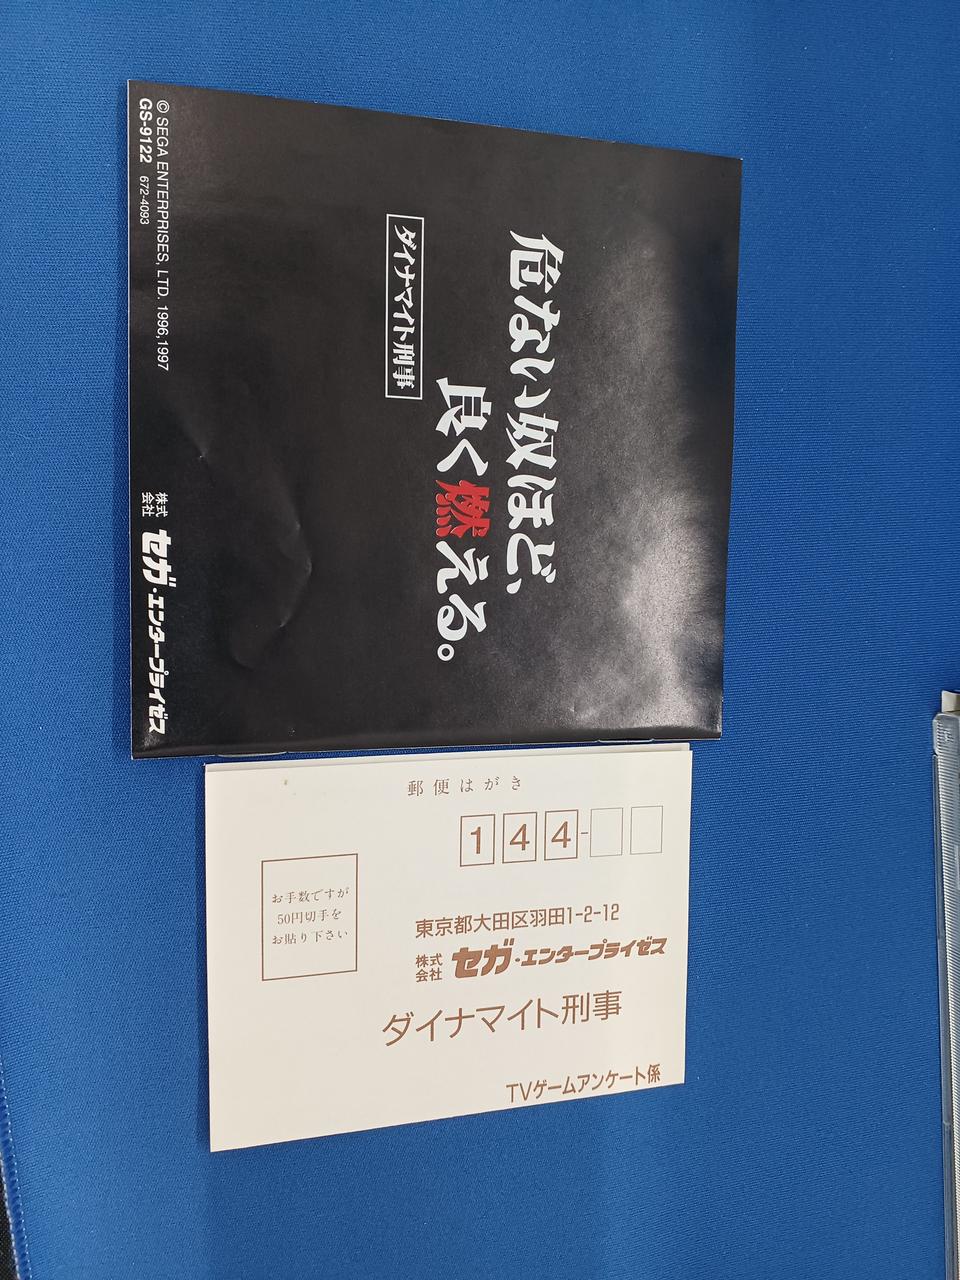 危ない奴ほど、
良く燃える。
ダイナマイト刑事
© SEGA ENTERPRISES, LTD. 1996,1997
GS-9122 672-4093
株式会社 セガ・エンタープライゼス
郵便はがき
144-
お手数ですが
50円切手を
お貼り下さい
東京都大田区羽田1-2-12
株式会社 セガ・エンタープライゼス
ダイナマイト刑事
TVゲームアンケート係